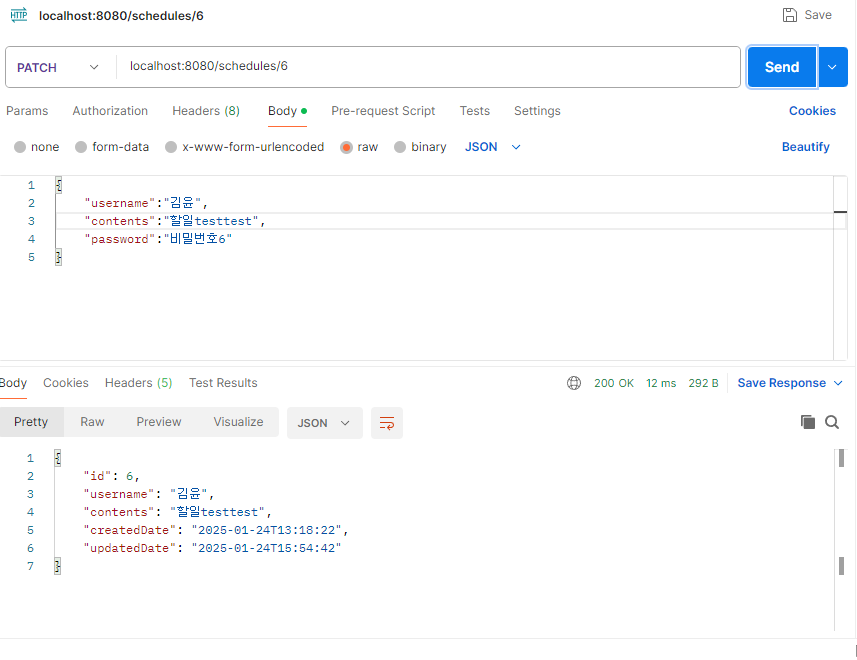 HTTP localhost:8080/schedules/6 Save
PATCH localhost:8080/schedules/6 Send
Params Authorization Headers (8) Body Pre-request Script Tests Settings Cookies
none form-data x-www-form-urlencoded raw binary JSON Beautify
1 {
2 "username":"김윤",
3 "contents":"할일testtest",
4 "password":"비밀번호6"
5 }
Body Cookies Headers (5) Test Results 200 OK 12 ms 292 B Save Response
Pretty Raw Preview Visualize JSON
1 {
2 "id": 6,
3 "username": "김윤",
4 "contents": "할일testtest",
5 "createdDate": "2025-01-24T13:18:22",
6 "updatedDate": "2025-01-24T15:54:42"
7 }